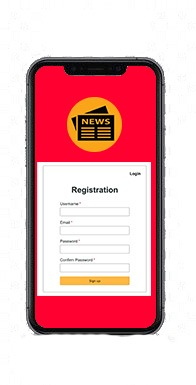 NEWS
Login
Registration
Username *
Email *
Password *
Confirm Password *
Sign up